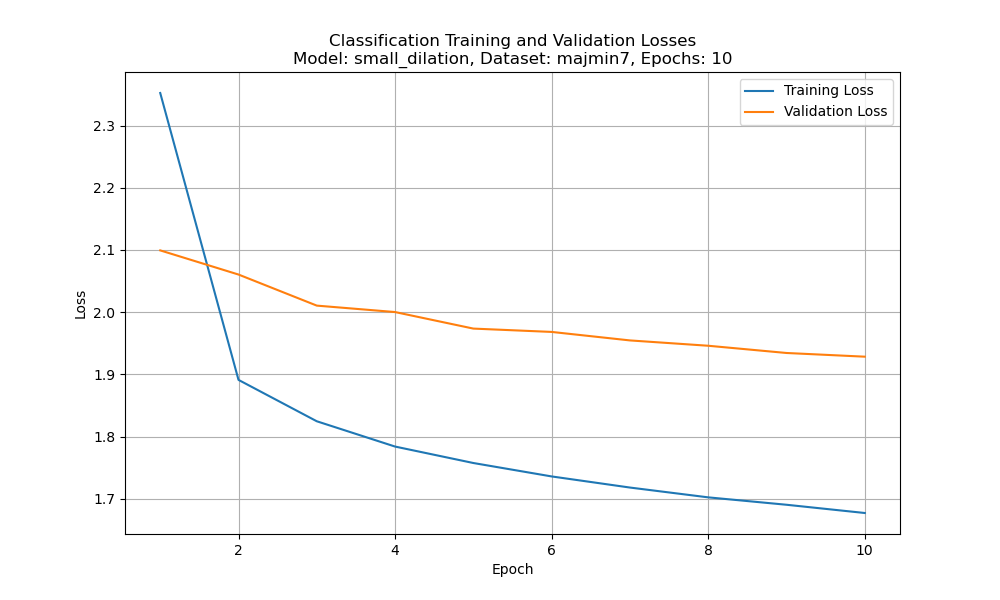 Classification Training and Validation Losses
Model: small_dilation, Dataset: majmin7, Epochs: 10
Training Loss
Validation Loss
2.3
2.2
2.1
2.0
1.9
1.8
1.7
Loss
2
4
6
8
10
Epoch